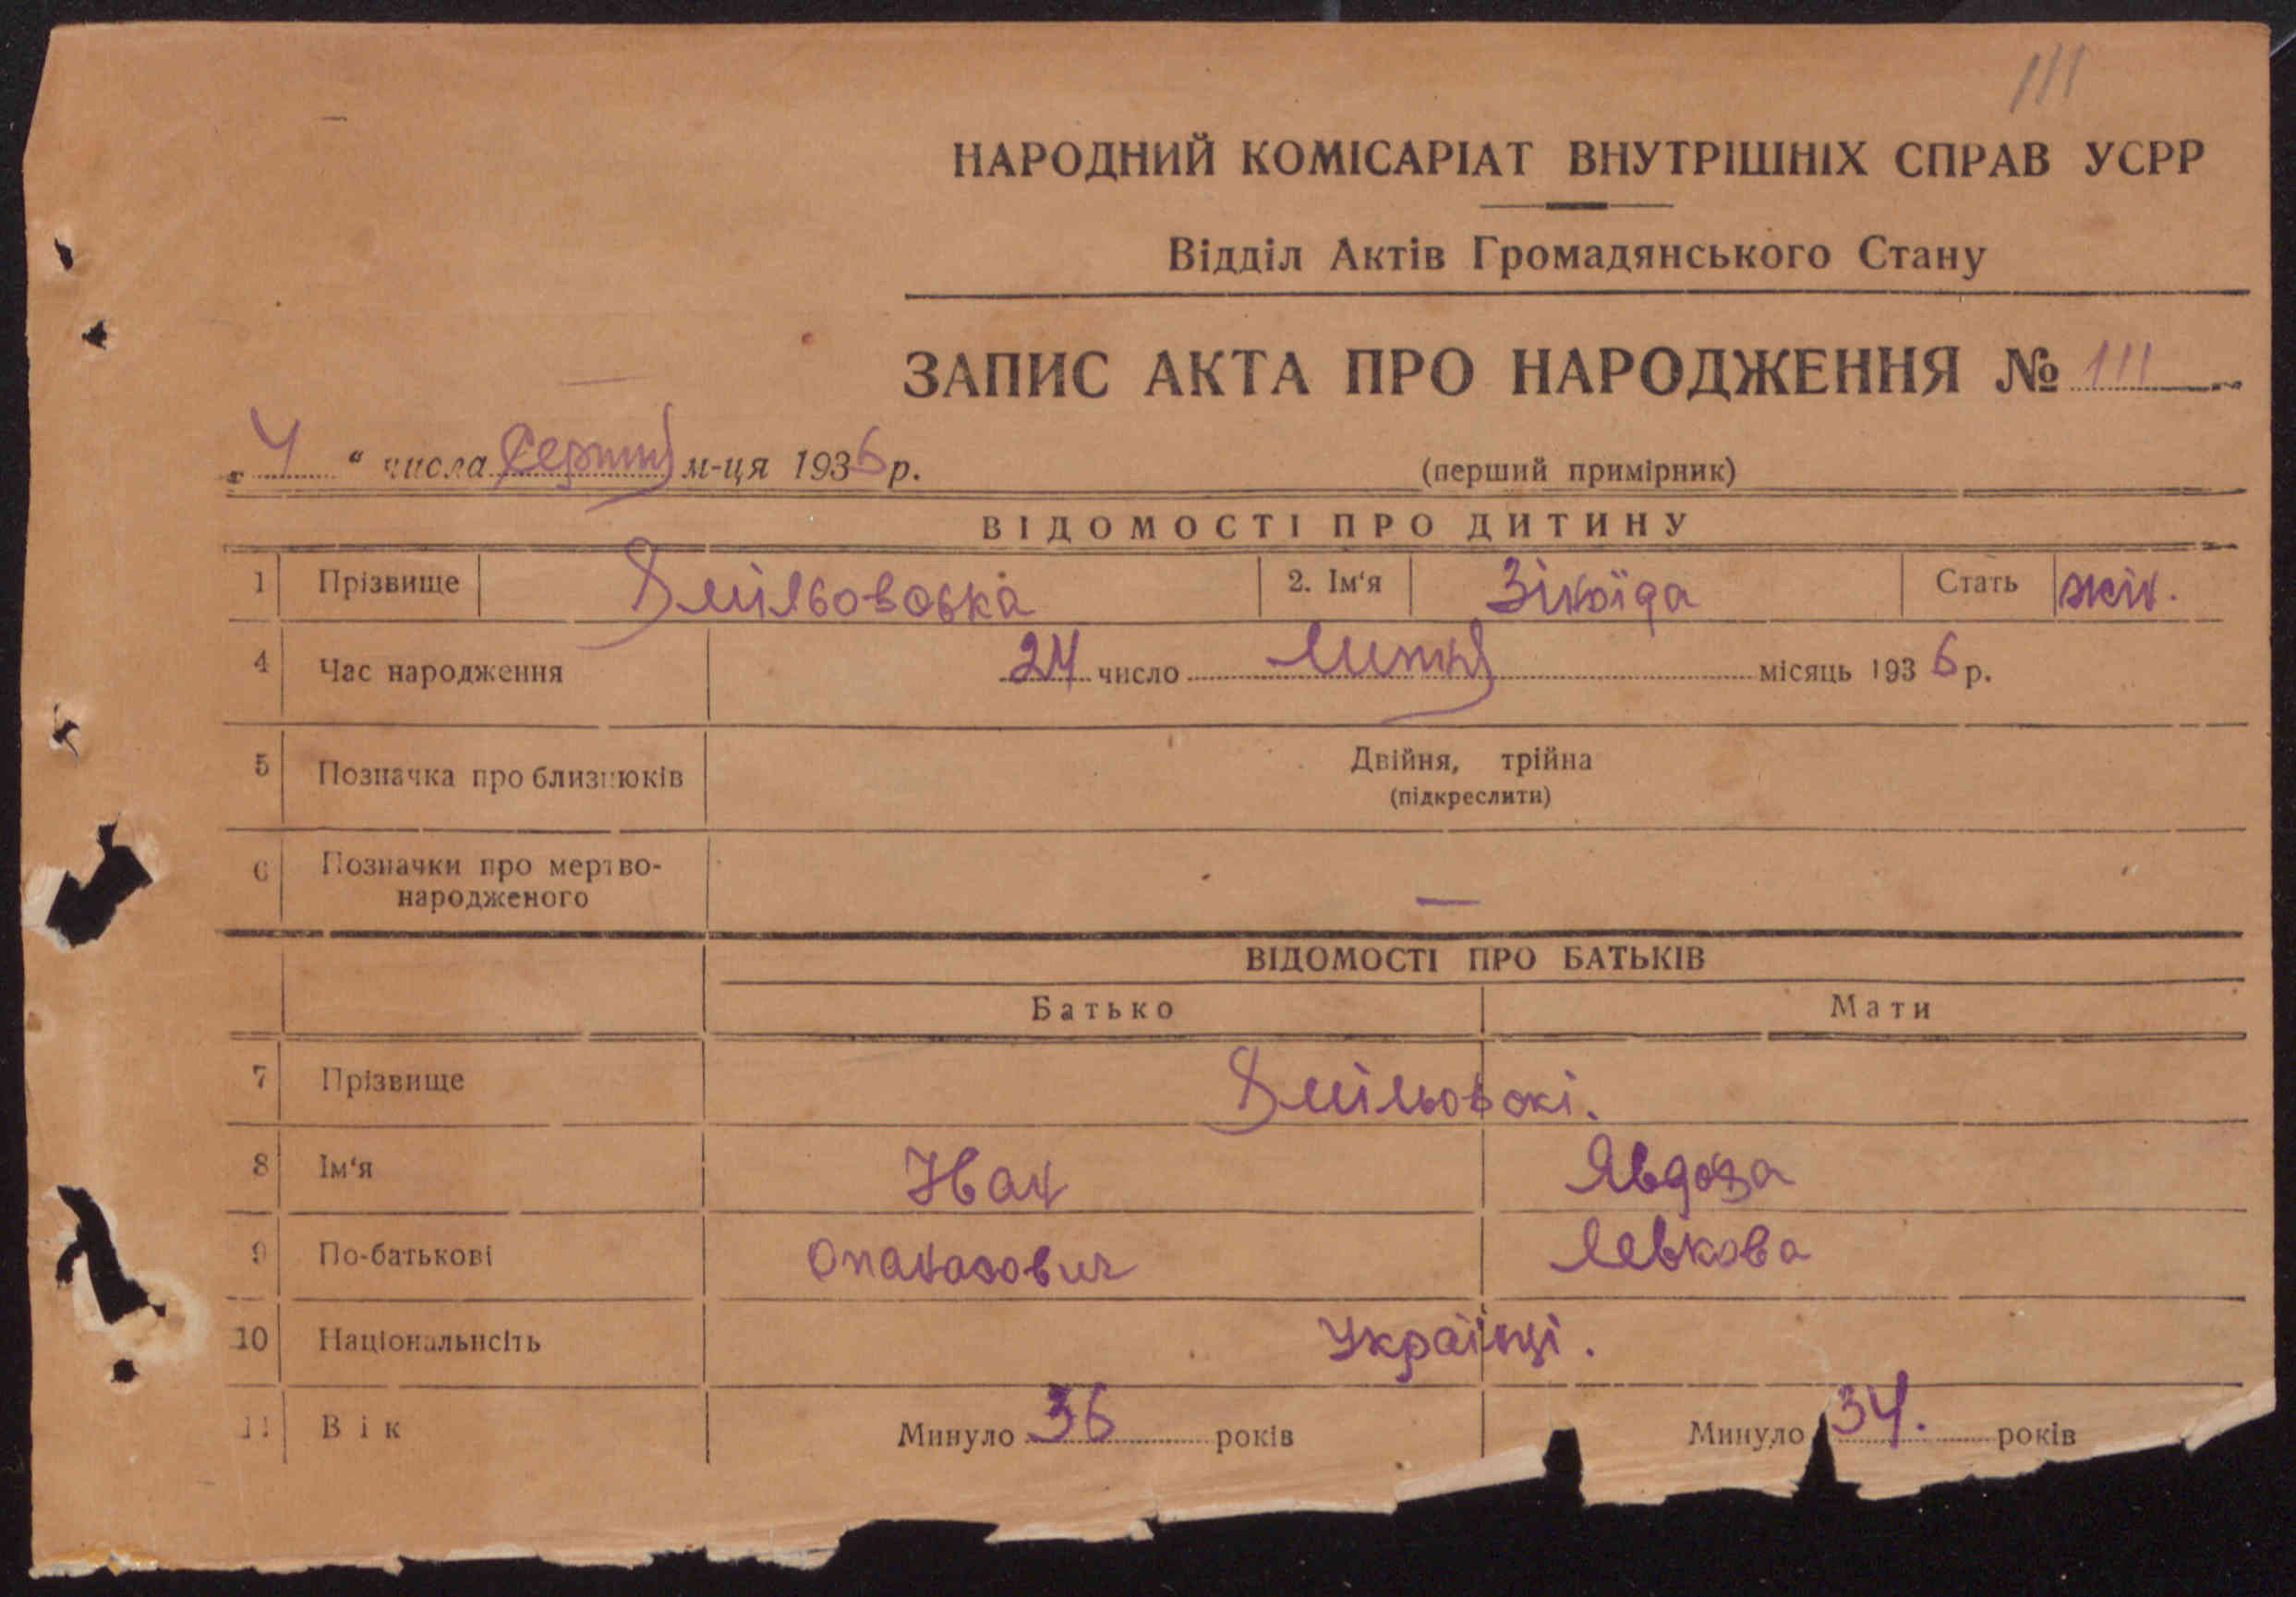 111
НАРОДНИЙ КОМІСАРІАТ ВНУТРІШНІХ СПРАВ УСРР
Відділ Актів Громадянського Стану
ЗАПИС АКТА ПРО НАРОДЖЕННЯ № 111
„ 4 “ числа Серпня м-ця 1936 р.
(перший примірник)
ВІДОМОСТІ ПРО ДИТИНУ
1 Прізвище 2. Ім‘я Зікоїда Стать жін.
4 Час народження 24 число Липня місяць 1936 р.
5 Позначка про близнюків Двійня, трійна
(підкреслити)
6 Позначки про мертво-
народженого —
ВІДОМОСТІ ПРО БАТЬКІВ
Батько Мати
7 Прізвище
8 Ім‘я Іван Явдоха
9 По-батькові Опанасович Левкова
10 Національнсіть Українці.
11 Вік Минуло 36 років Минуло 34. років